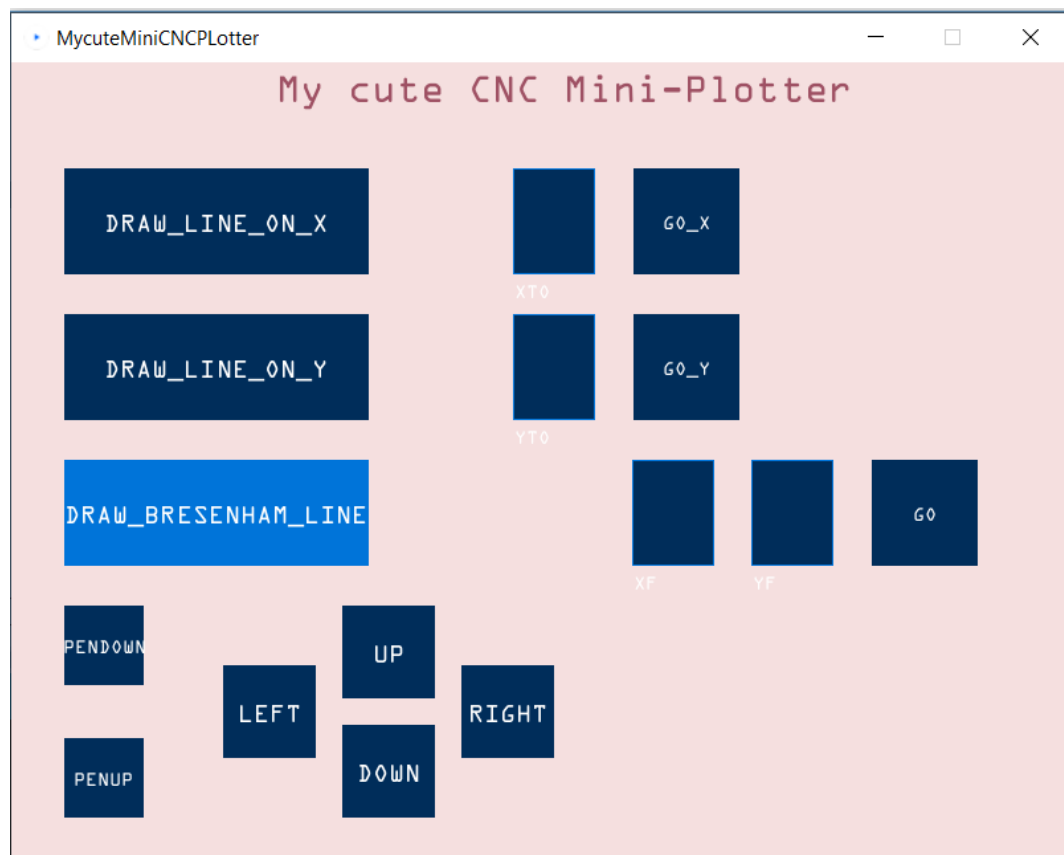 MycuteMiniCNCPLotter
My cute CNC Mini-Plotter
DRAW_LINE_ON_X
GO_X
XTO
DRAW_LINE_ON_Y
GO_Y
YTO
DRAW_BRESENHAM_LINE
GO
XF
YF
PENDOWN
UP
LEFT
RIGHT
DOWN
PENUP